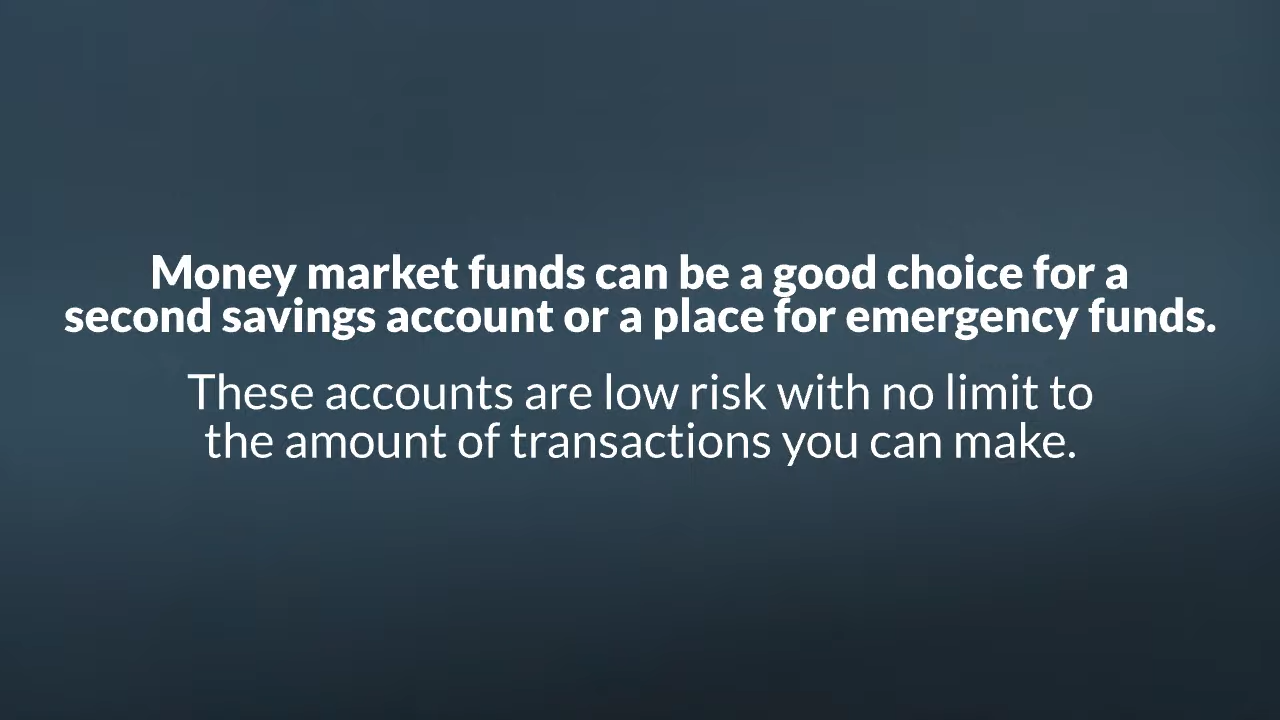 Money market funds can be a good choice for a
second savings account or a place for emergency funds.
These accounts are low risk with no limit to
the amount of transactions you can make.